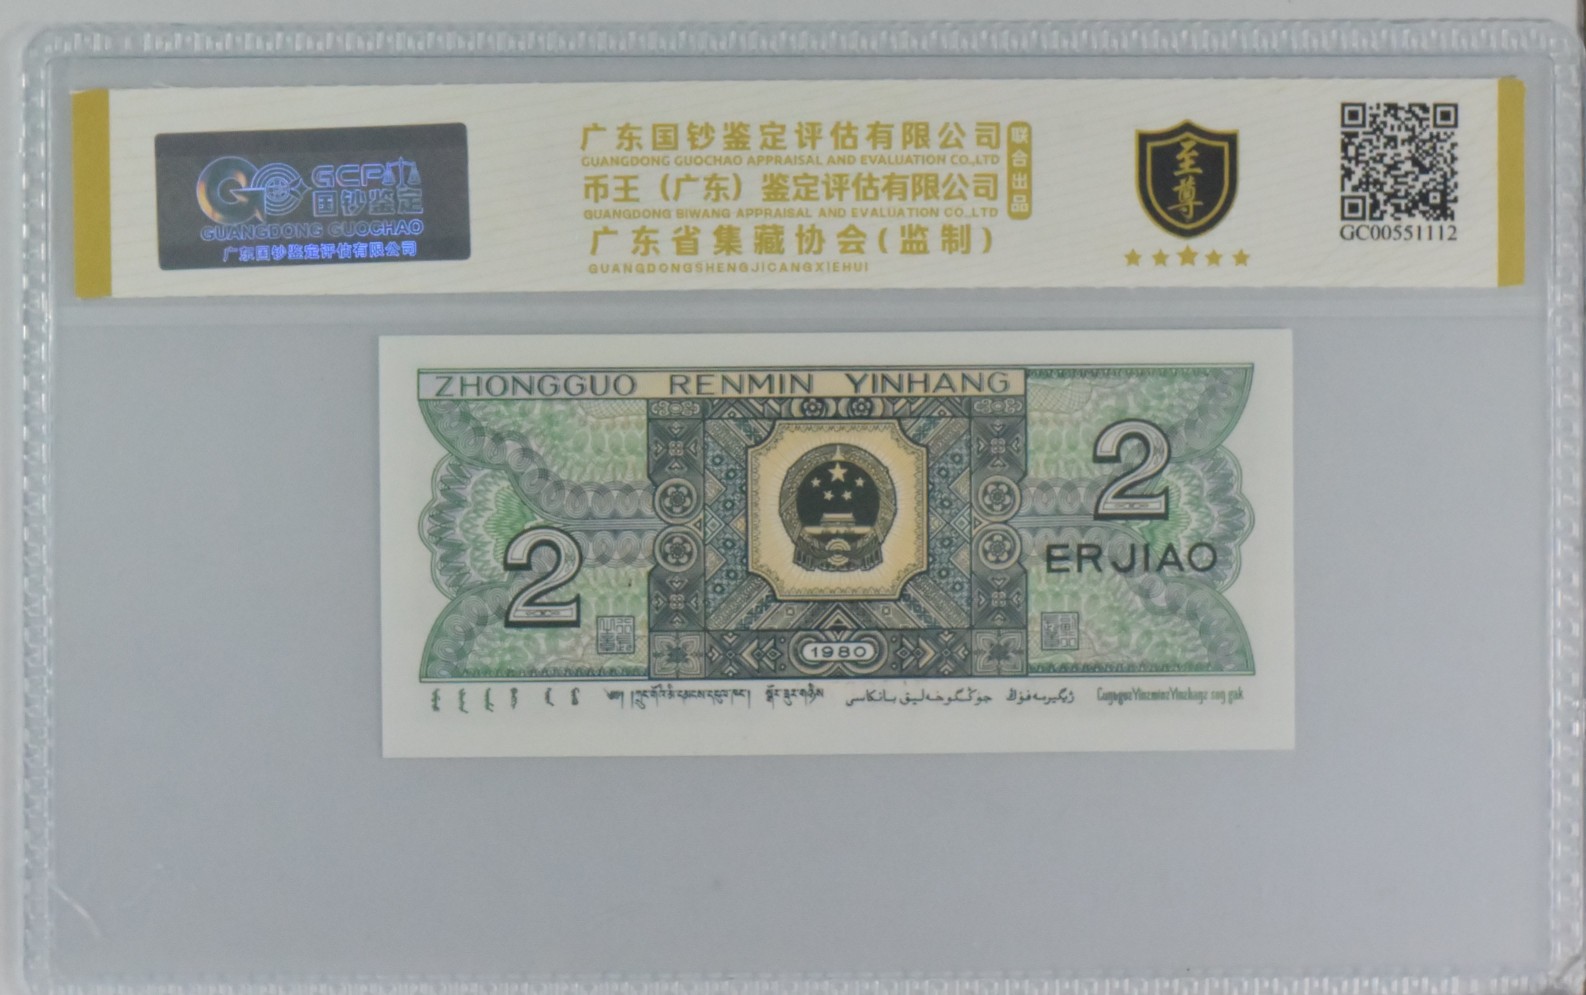 GCP
国钞鉴定
GUANGDONG GUOCHAO
广东国钞鉴定评估有限公司
广东国钞鉴定评估有限公司
GUANGDONG GUOCHAO APPRAISAL AND EVALUATION CO.,LTD
币王（广东）鉴定评估有限公司
GUANGDONG BIWANG APPRAISAL AND EVALUATION CO.,LTD
广东省集藏协会(监制)
GUANGDONGSHENGJICANGXIEHUI
联合出品
至尊
GC00551112
ZHONGGUO RENMIN YINHANG
2
2
ERJIAO
1980